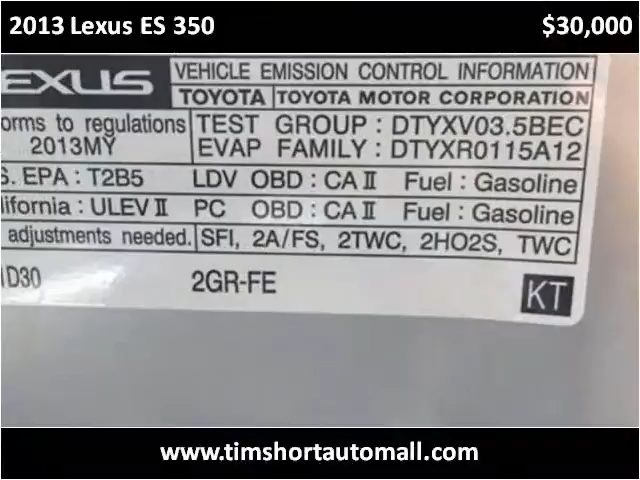 2013 Lexus ES 350 $30,000
EXUS VEHICLE EMISSION CONTROL INFORMATION
TOYOTA TOYOTA MOTOR CORPORATION
orms to regulations TEST GROUP : DTYXV03.5BEC
2013MY EVAP FAMILY : DTYXR0115A12
S. EPA : T2B5 LDV OBD : CA II Fuel : Gasoline
lifornia : ULEV II PC OBD : CA II Fuel : Gasoline
adjustments needed. SFI, 2A/FS, 2TWC, 2HO2S, TWC
D30 2GR-FE KT
www.timshortautomall.com